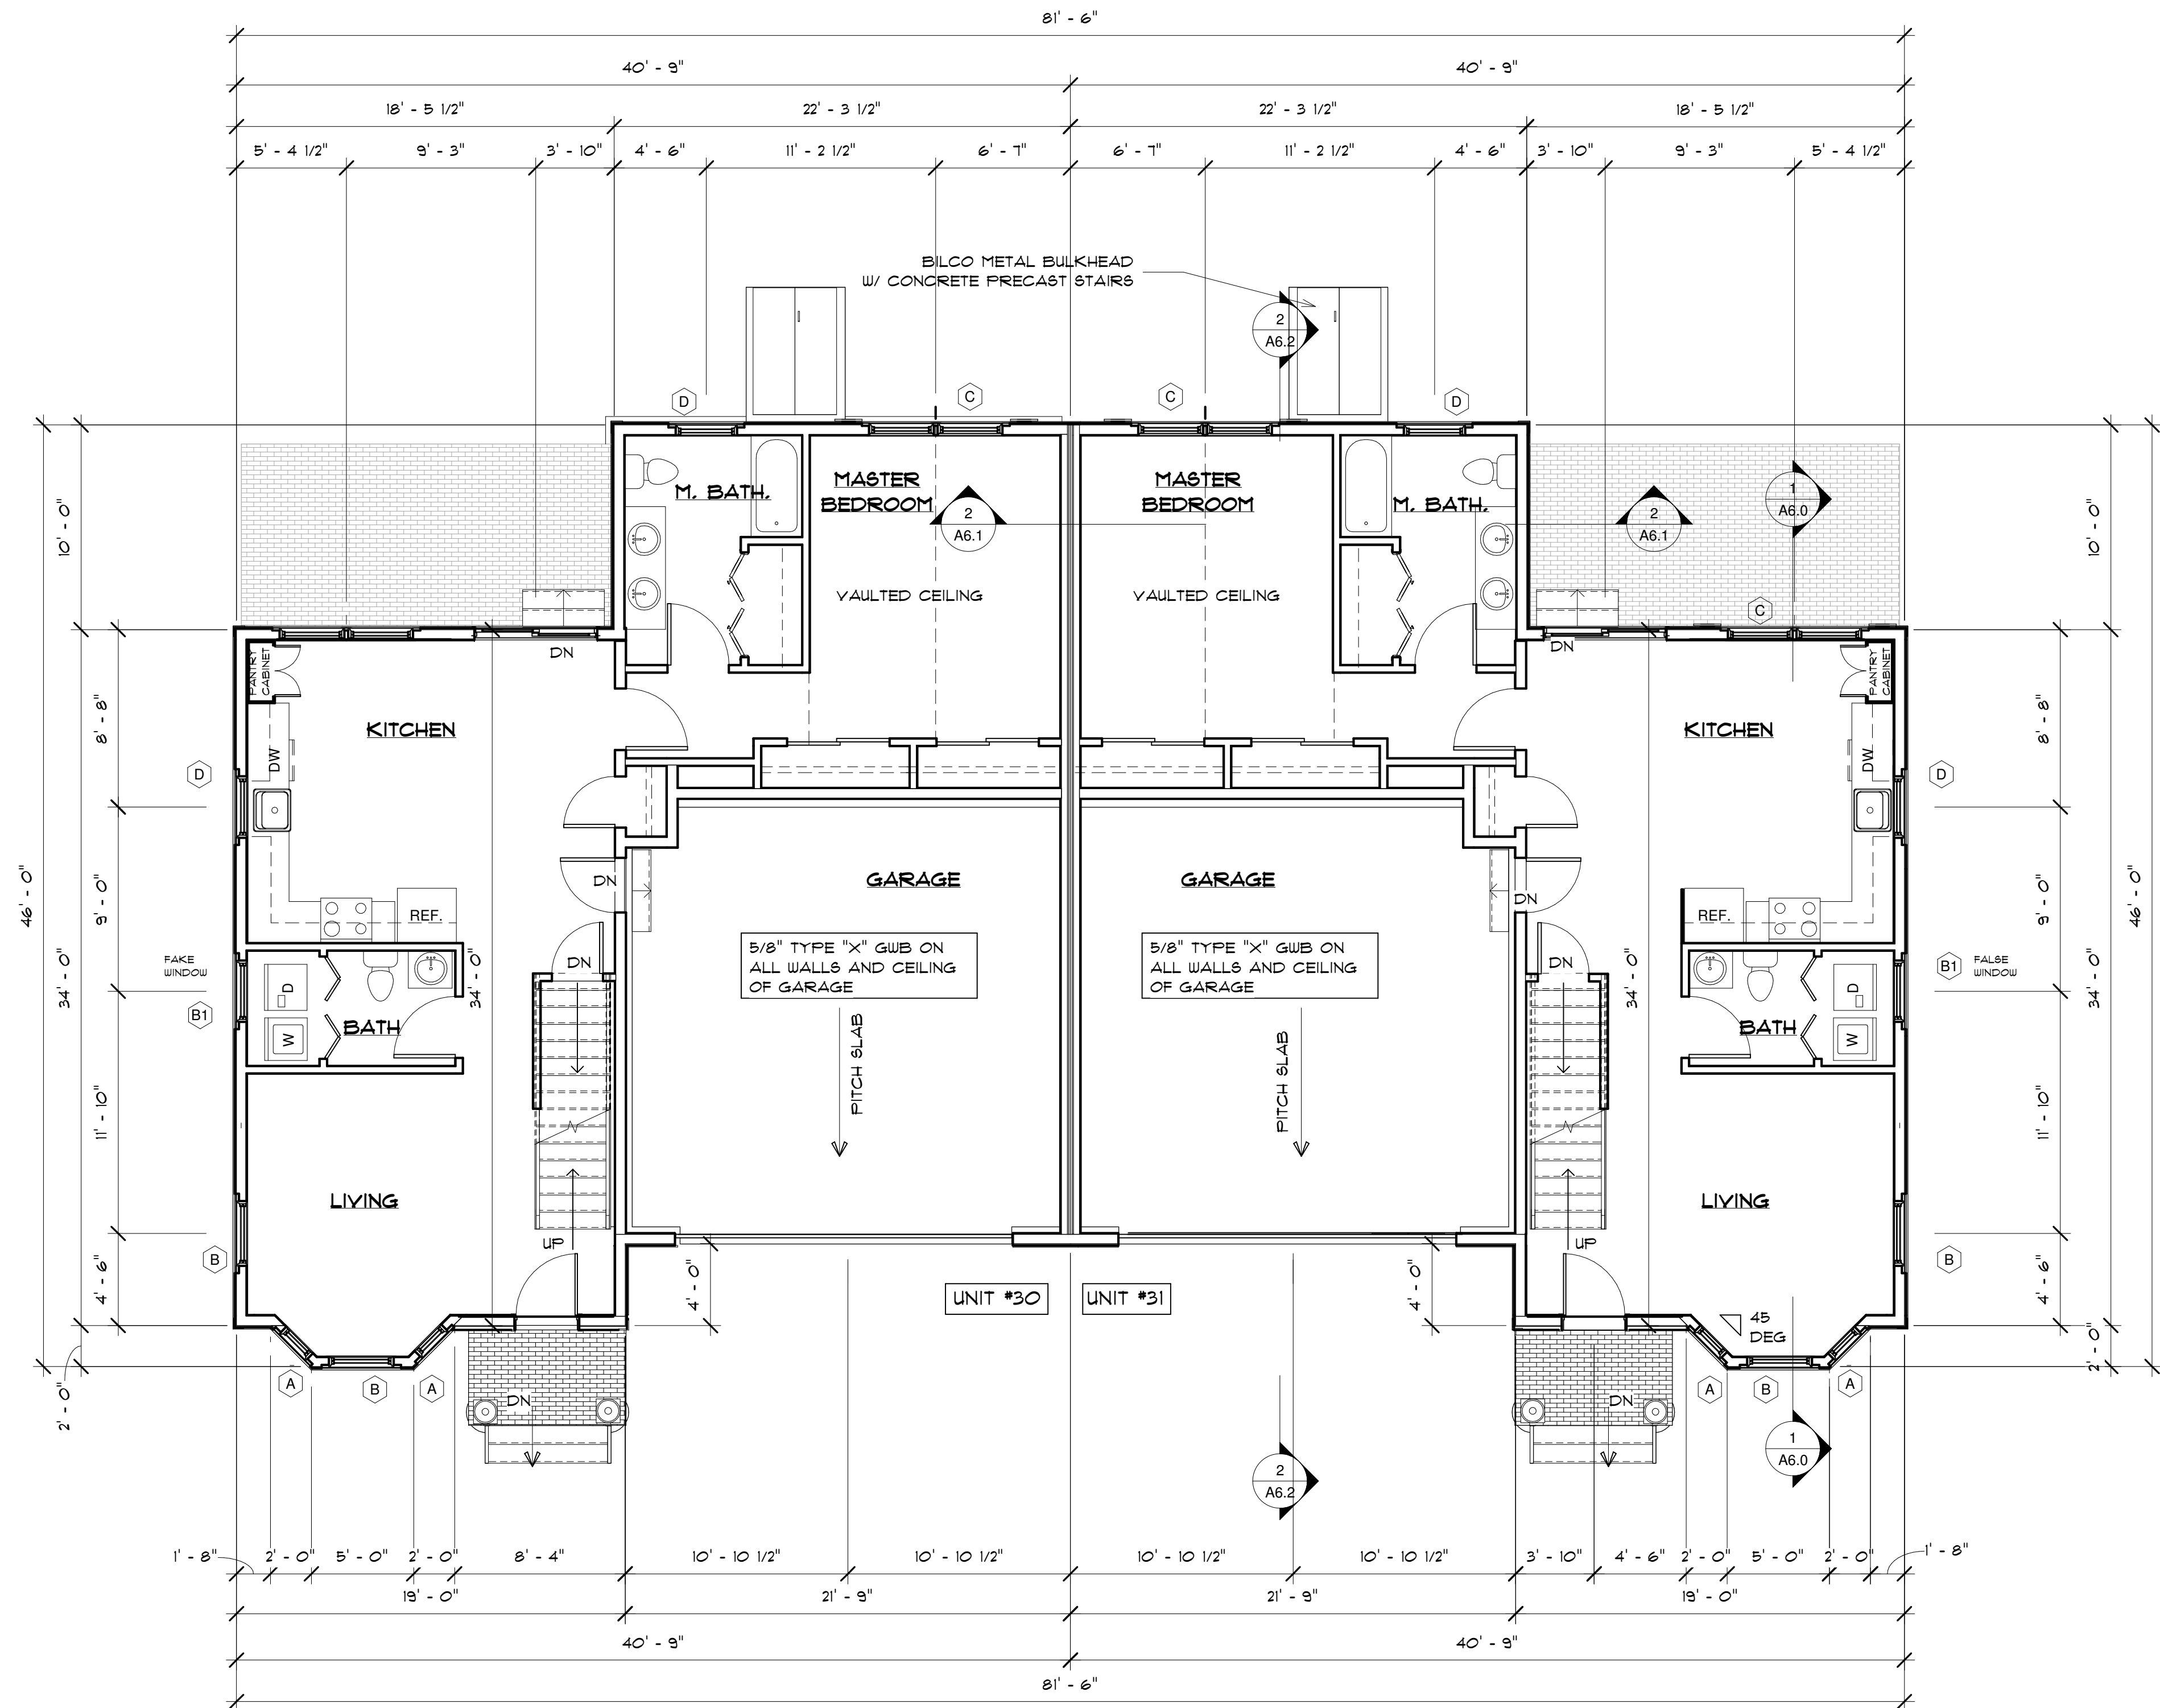 81' - 6"
40' - 9" 40' - 9"
18' - 5 1/2" 22' - 3 1/2" 22' - 3 1/2" 18' - 5 1/2"
5' - 4 1/2" 9' - 3" 3' - 10" 4' - 6" 11' - 2 1/2" 6' - 7" 6' - 7" 11' - 2 1/2" 4' - 6" 3' - 10" 9' - 3" 5' - 4 1/2"
BILCO METAL BULKHEAD
W/ CONCRETE PRECAST STAIRS
2
A6.2
D C C D
MASTER
BEDROOM
M. BATH.
MASTER
BEDROOM
M. BATH.
2
A6.1
2
A6.1
1
A6.0
10' - 0"
10' - 0"
VAULTED CEILING
VAULTED CEILING
C
DN
DN
PANTRY
CABINET
PANTRY
CABINET
KITCHEN
KITCHEN
8' - 8"
8' - 8"
DW
DW
D
D
46' - 0"
34' - 0"
9' - 0"
9' - 0"
34' - 0"
46' - 0"
GARAGE
GARAGE
DN
DN
REF.
REF.
5/8" TYPE "X" GWB ON
ALL WALLS AND CEILING
OF GARAGE
5/8" TYPE "X" GWB ON
ALL WALLS AND CEILING
OF GARAGE
FAKE
WINDOW
B1
B1
FALSE
WINDOW
DN
DN
34' - 0"
34' - 0"
D
W
D
W
BATH
BATH
PITCH SLAB
PITCH SLAB
11' - 10"
11' - 10"
LIVING
LIVING
UP
UP
B
B
4' - 6"
4' - 6"
4' - 0"
4' - 0"
UNIT #30
UNIT #31
45
DEG
2' - 0"
2' - 0"
A B A
A B A
DN
DN
1
A6.0
2
A6.2
1' - 8" 2' - 0" 5' - 0" 2' - 0" 8' - 4" 10' - 10 1/2" 10' - 10 1/2" 10' - 10 1/2" 10' - 10 1/2" 3' - 10" 4' - 6" 2' - 0" 5' - 0" 2' - 0" 1' - 8"
19' - 0" 21' - 9" 21' - 9" 19' - 0"
40' - 9" 40' - 9"
81' - 6"